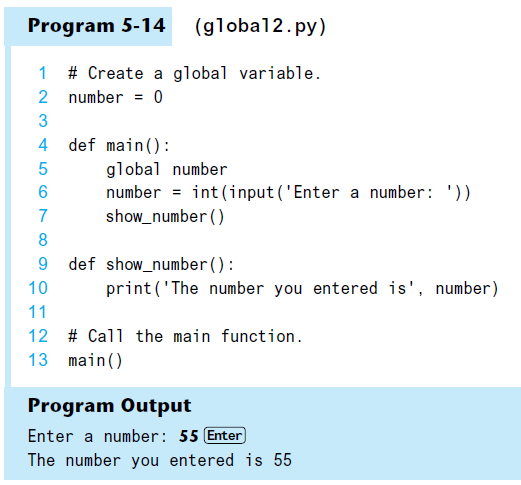 Program 5-14 (global2.py)
1 # Create a global variable.
2 number = 0
3
4 def main():
5     global number
6     number = int(input('Enter a number: '))
7     show_number()
8
9 def show_number():
10     print('The number you entered is', number)
11
12 # Call the main function.
13 main()
Program Output
Enter a number: 55 Enter
The number you entered is 55